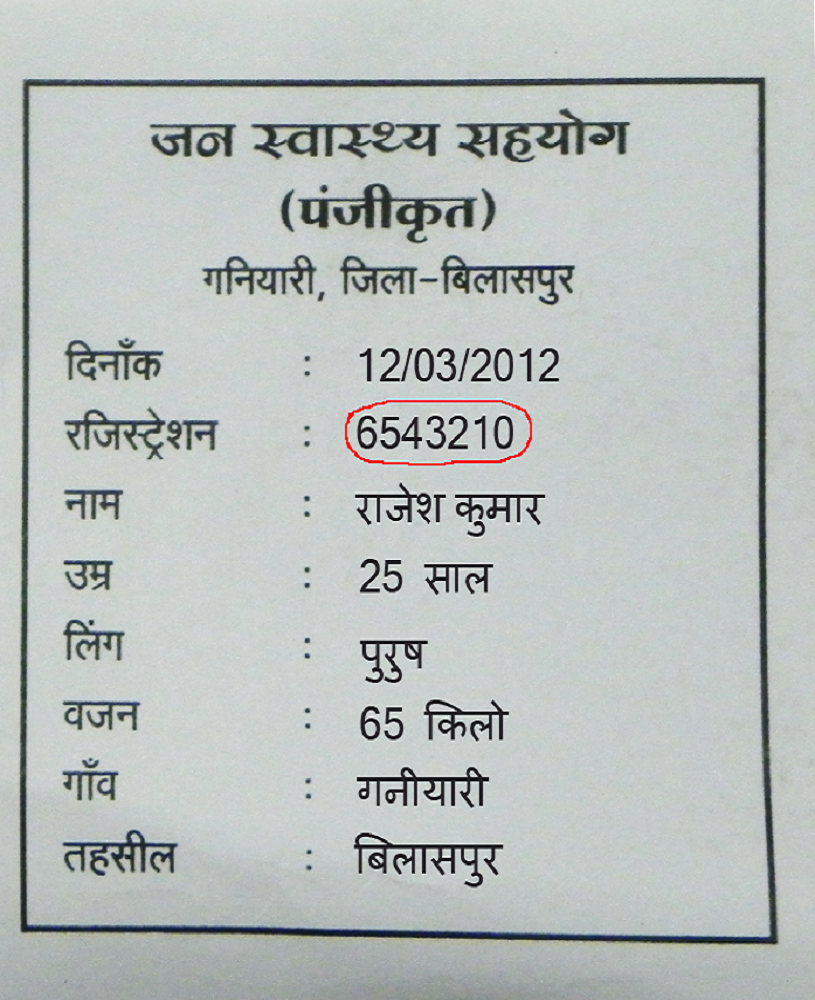 जन स्वास्थ्य सहयोग
(पंजीकृत)
गनियारी, जिला-बिलासपुर
दिनाँक : 12/03/2012
रजिस्ट्रेशन : 6543210
नाम : राजेश कुमार
उम्र : 25 साल
लिंग : पुरुष
वजन : 65 किलो
गाँव : गनीयारी
तहसील : बिलासपुर